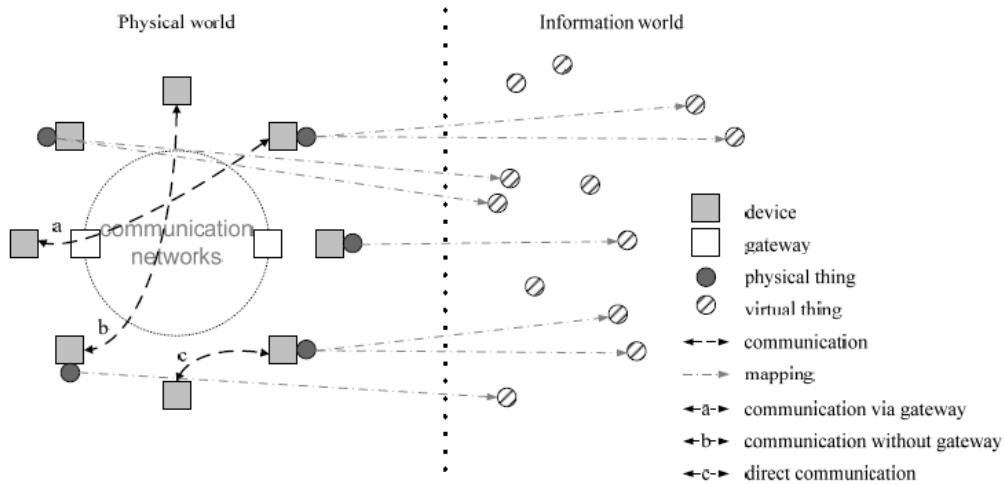 Physical world
Information world
a
communication
networks
b
c
device
gateway
physical thing
virtual thing
communication
mapping
a communication via gateway
b communication without gateway
c direct communication